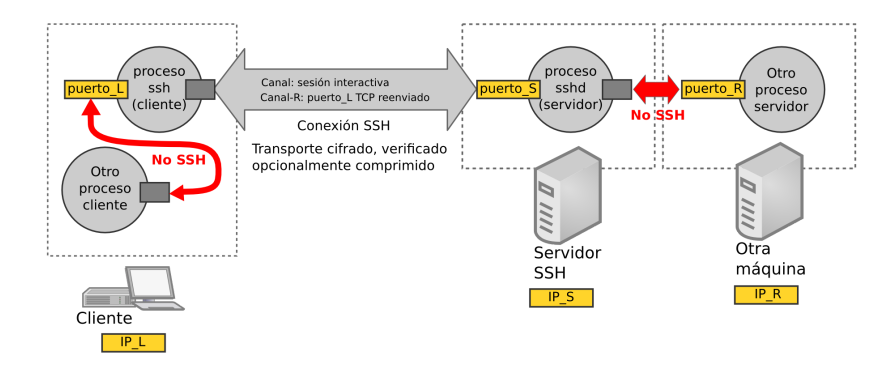 puerto_L
proceso
ssh
(cliente)
Canal: sesión interactiva
Canal-R: puerto_L TCP reenviado
puerto_S
proceso
sshd
(servidor)
No SSH
puerto_R
Otro
proceso
servidor
Conexión SSH
Transporte cifrado, verificado
opcionalmente comprimido
No SSH
Otro
proceso
cliente
Cliente
IP_L
Servidor
SSH
IP_S
Otra
máquina
IP_R